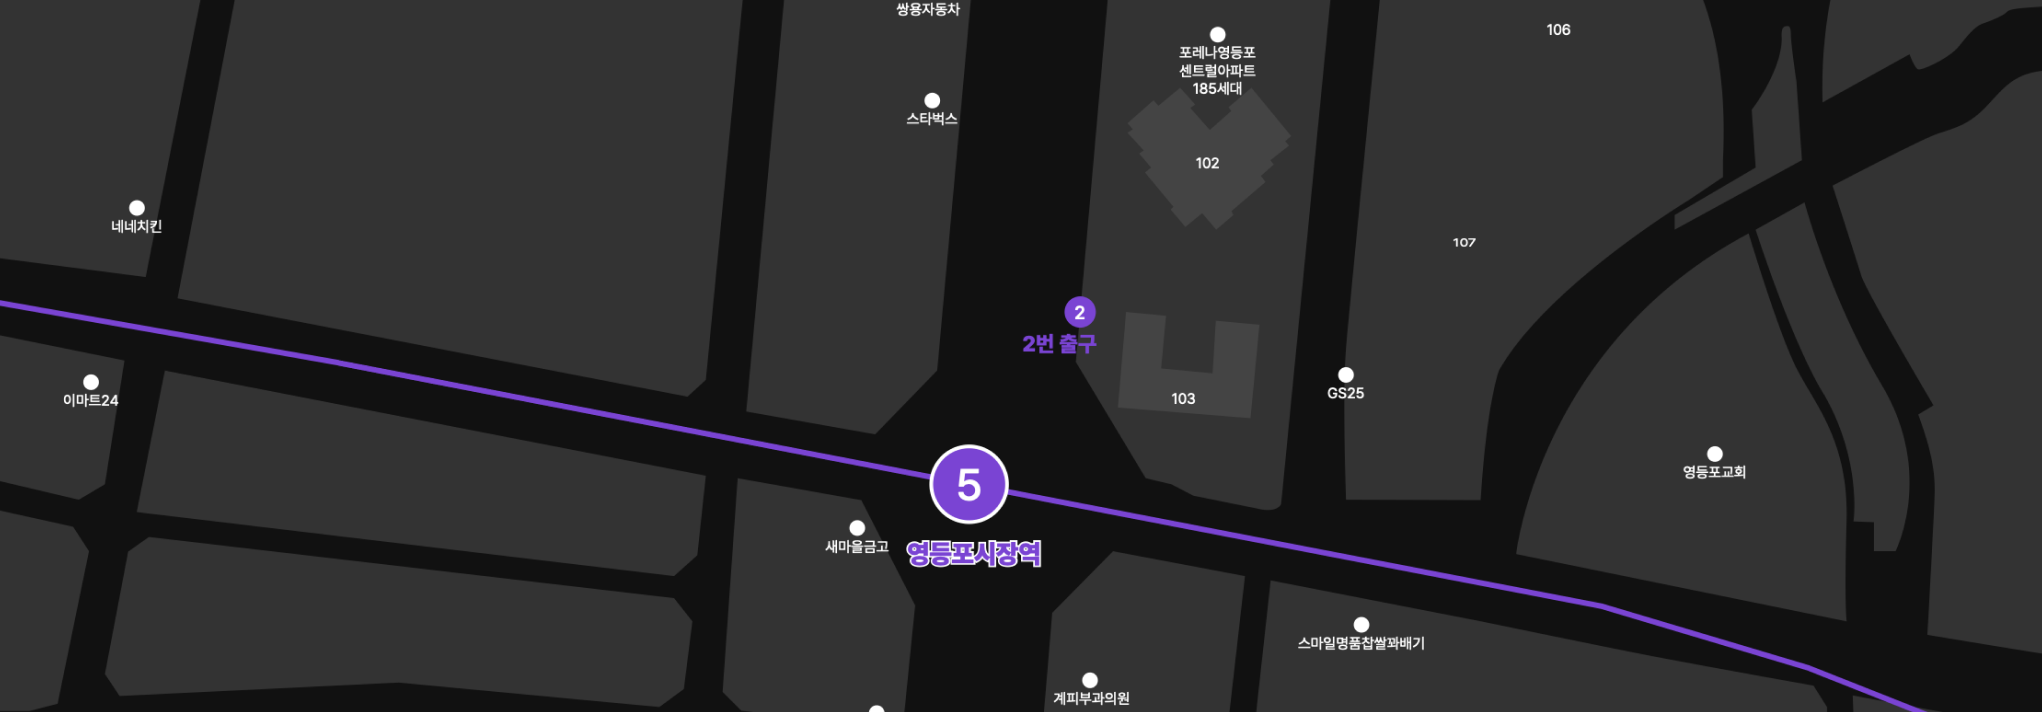 쌍용자동차
106
포레나영등포
센트럴아파트
185세대
스타벅스
102
네네치킨
107
2
2번 출구
이마트24
103
GS25
영등포교회
5
영등포시장역
새마을금고
스마일명품찹쌀꽈배기
계피부과의원